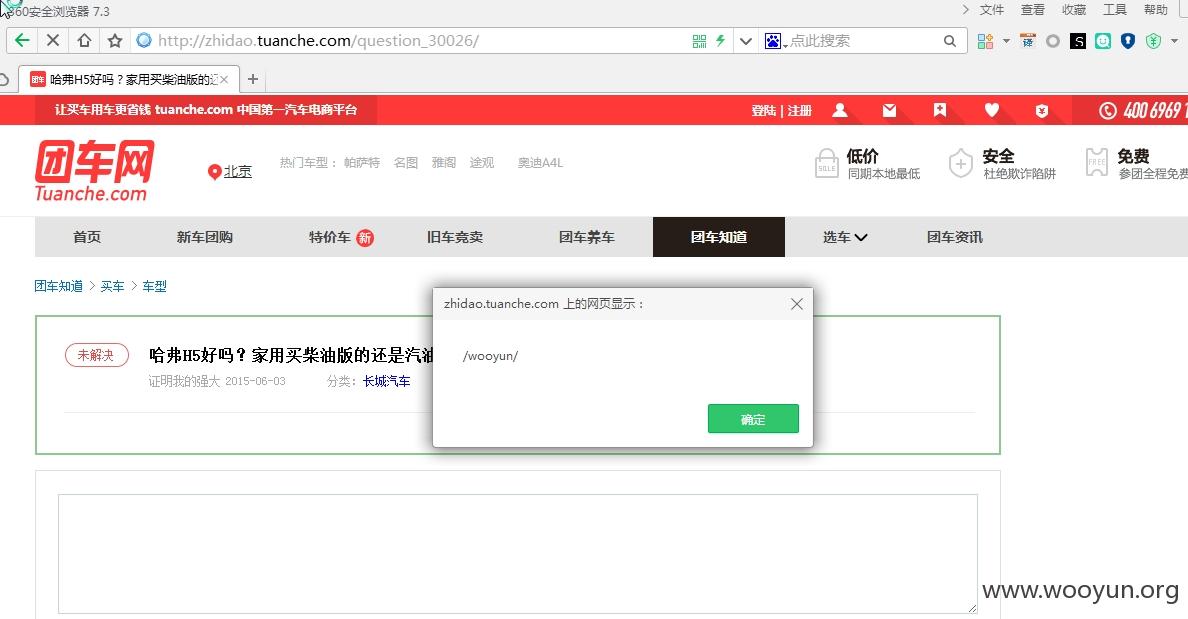 360安全浏览器 7.3
文件 查看 收藏 工具 帮助
http://zhidao.tuanche.com/question_30026/
点此搜索
哈弗H5好吗？家用买柴油版的还
让买车用车更省钱 tuanche.com 中国第一汽车电商平台
登陆 | 注册
400 6969 1
团车网
Tuanche.com
北京
热门车型： 帕萨特 名图 雅阁 途观 奥迪A4L
SALE
低价
同期本地最低
安全
杜绝欺诈陷阱
FREE
免费
参团全程免费
首页 新车团购 特价车 新 旧车竞卖 团车养车 团车知道 选车 团车资讯
团车知道 > 买车 > 车型
zhidao.tuanche.com 上的网页显示：
/wooyun/
确定
未解决
哈弗H5好吗？家用买柴油版的还是汽油
证明我的强大 2015-06-03 分类： 长城汽车
www.wooyun.org